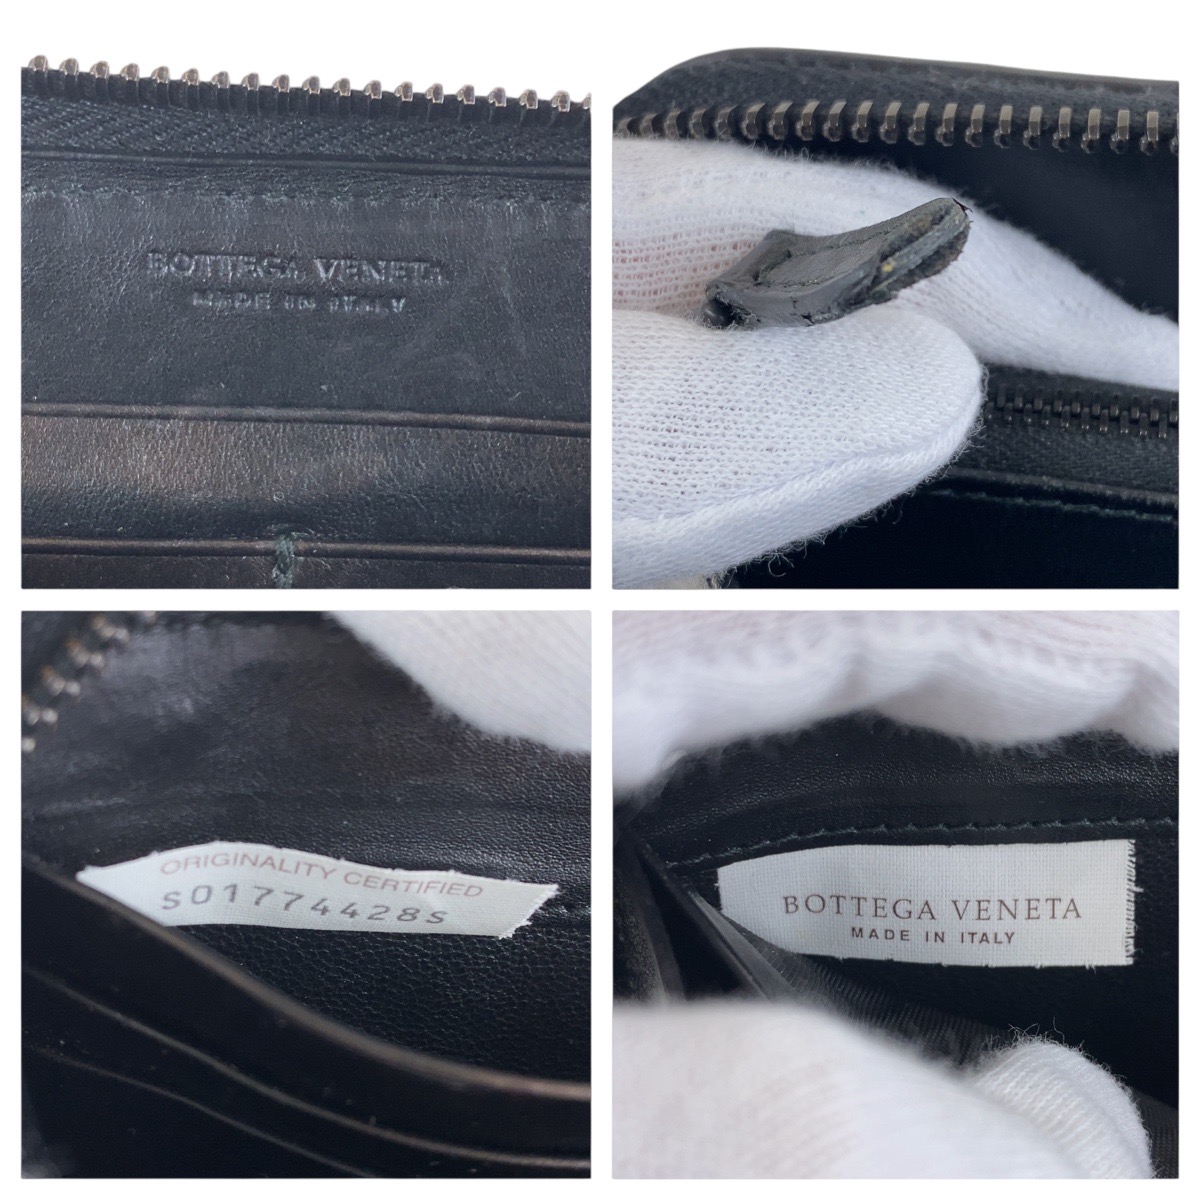 BOTTEGA VENETA
MADE IN ITALY
ORIGINALITY CERTIFIED
S01774428S
BOTTEGA VENETA
MADE IN ITALY